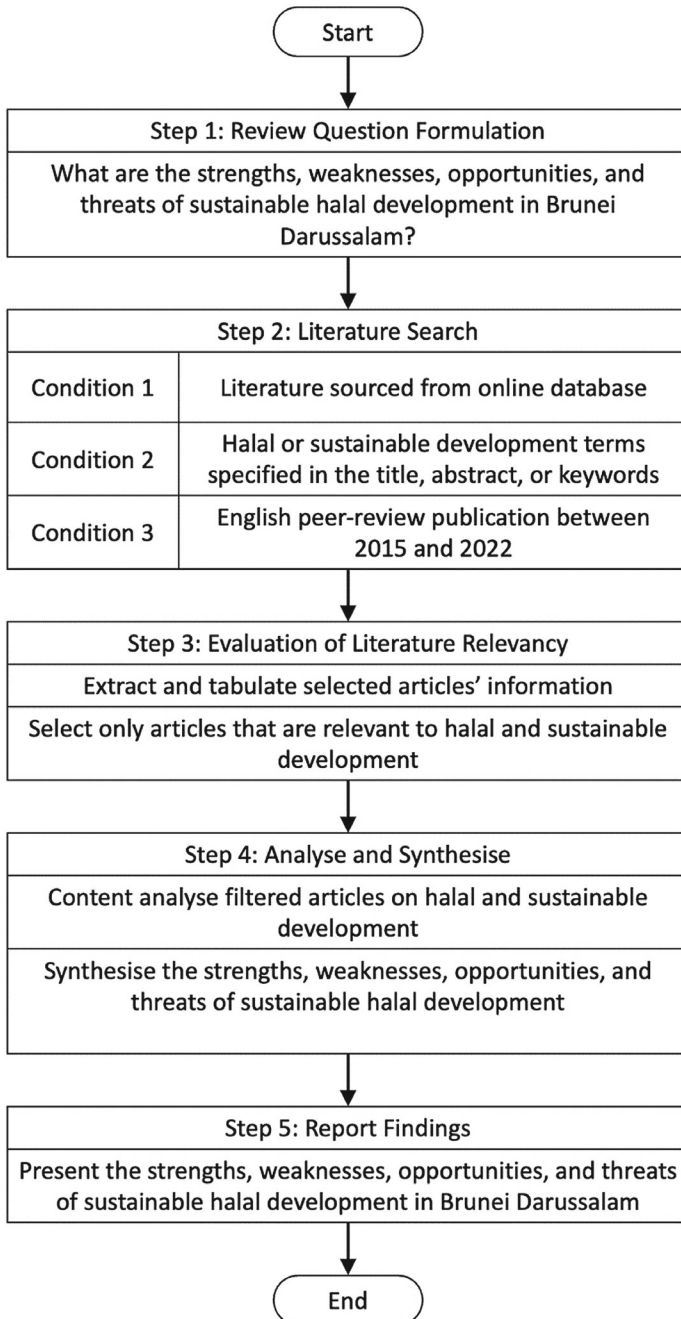 Start
Step 1: Review Question Formulation
What are the strengths, weaknesses, opportunities, and
threats of sustainable halal development in Brunei
Darussalam?
Step 2: Literature Search
Condition 1
Literature sourced from online database
Condition 2
Halal or sustainable development terms
specified in the title, abstract, or keywords
Condition 3
English peer-review publication between
2015 and 2022
Step 3: Evaluation of Literature Relevancy
Extract and tabulate selected articles’ information
Select only articles that are relevant to halal and sustainable
development
Step 4: Analyse and Synthesise
Content analyse filtered articles on halal and sustainable
development
Synthesise the strengths, weaknesses, opportunities, and
threats of sustainable halal development
Step 5: Report Findings
Present the strengths, weaknesses, opportunities, and threats
of sustainable halal development in Brunei Darussalam
End